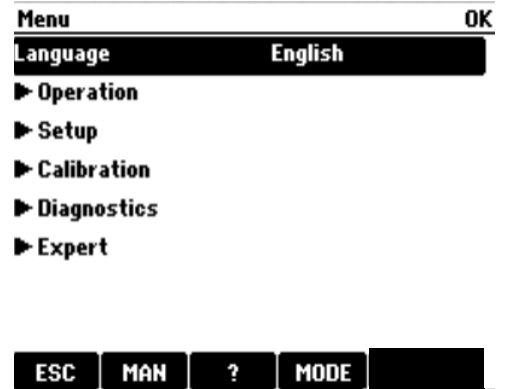 Menu OK
Language English
Operation
Setup
Calibration
Diagnostics
Expert
ESC MAN ? MODE